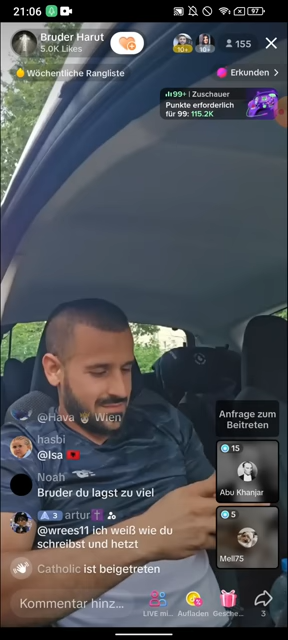 21:06
97
Bruder Harut
5.0K Likes
10+
10+
155
Wöchentliche Rangliste
Erkunden
99+ | Zuschauer
Punkte erforderlich
für 99: 115.2K
@Hava Wien
Anfrage zum
Beitreten
hasbi
@Isa
15
Abu Khanjar
Noah
Bruder du lagst zu viel
3 artur
@wrees11 ich weiß wie du
schreibst und hetzt
5
Mell75
Catholic ist beigetreten
Kommentar hinz...
LIVE mi...
Aufladen
Gesche...
3